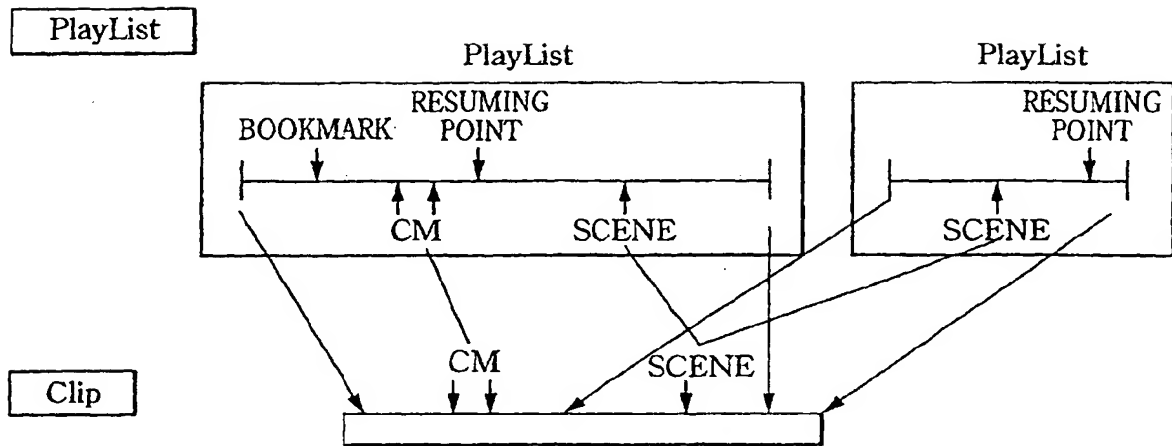 PlayList
PlayList
PlayList
BOOKMARK
RESUMING
POINT
RESUMING
POINT
CM
SCENE
SCENE
CM
SCENE
Clip